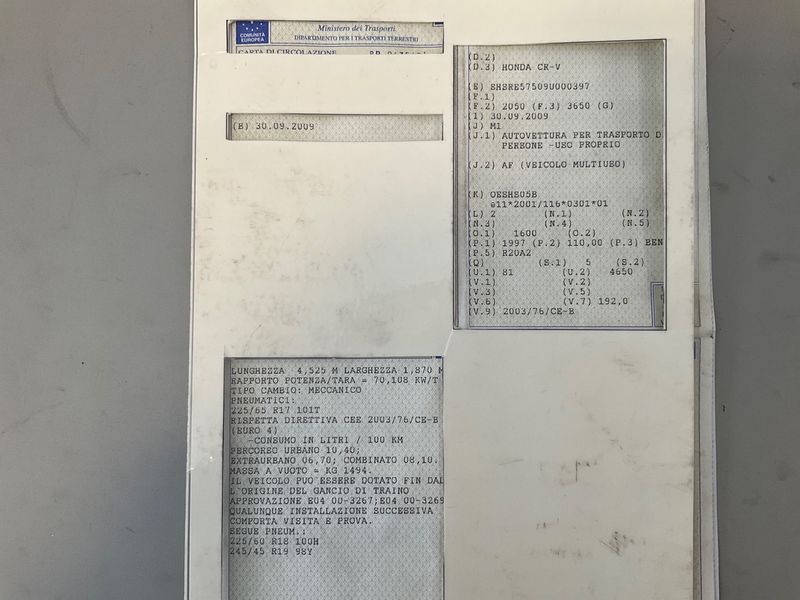 COMUNITÀ
EUROPEA
Ministero dei Trasporti
DIPARTIMENTO PER I TRASPORTI TERRESTRI
CARTA DI CIRCOLAZIONE
(B) 30.09.2009
(D.2)
(D.3) HONDA CR-V
(E) SHSRE57509U000397
(F.1)
(F.2) 2050 (F.3) 3650 (G)
(I) 30.09.2009
(J) M1
(J.1) AUTOVETTURA PER TRASPORTO D
PERSONE -USO PROPRIO
(J.2) AF (VEICOLO MULTIUSO)
(K) OESHS05B
e11*2001/116*0301*01
(L) 2 (N.1) (N.2)
(N.3) (N.4) (N.5)
(O.1) 1600 (O.2)
(P.1) 1997 (P.2) 110,00 (P.3) BEN
(P.5) R20A2
(Q) (S.1) 5 (S.2)
(U.1) 81 (U.2) 4650
(V.1) (V.2)
(V.3) (V.5)
(V.6) (V.7) 192,0
(V.9) 2003/76/CE-B
LUNGHEZZA 4,525 M LARGHEZZA 1,870 M
RAPPORTO POTENZA/TARA = 70,108 KW/T
TIPO CAMBIO: MECCANICO
PNEUMATICI:
225/65 R17 101T
RISPETTA DIRETTIVA CEE 2003/76/CE-B
(EURO 4)
-CONSUMO IN LITRI / 100 KM
PERCORSO URBANO 10,40;
EXTRAURBANO 06,70; COMBINATO 08,10.
MASSA A VUOTO = KG 1494.
IL VEICOLO PUO ESSERE DOTATO FIN DAL
L'ORIGINE DEL GANCIO DI TRAINO
APPROVAZIONE E04 00-3267;E04 00-3269
QUALUNQUE INSTALLAZIONE SUCCESSIVA
COMPORTA VISITA E PROVA.
SEGUE PNEUM.:
225/60 R18 100H
245/45 R19 98Y